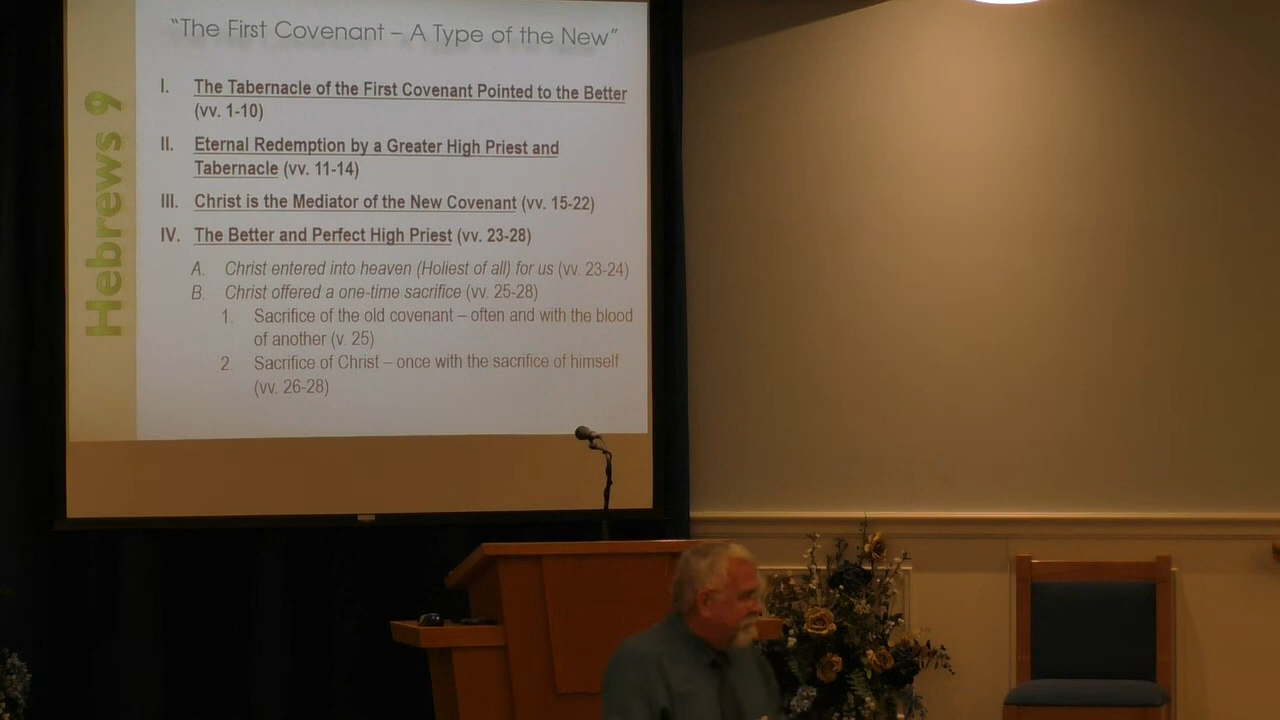 "The First Covenant – A Type of the New"
Hebrews 9
I. The Tabernacle of the First Covenant Pointed to the Better
(vv. 1-10)
II. Eternal Redemption by a Greater High Priest and
Tabernacle (vv. 11-14)
III. Christ is the Mediator of the New Covenant (vv. 15-22)
IV. The Better and Perfect High Priest (vv. 23-28)
A. Christ entered into heaven (Holiest of all) for us (vv. 23-24)
B. Christ offered a one-time sacrifice (vv. 25-28)
1. Sacrifice of the old covenant – often and with the blood
of another (v. 25)
2. Sacrifice of Christ – once with the sacrifice of himself
(vv. 26-28)